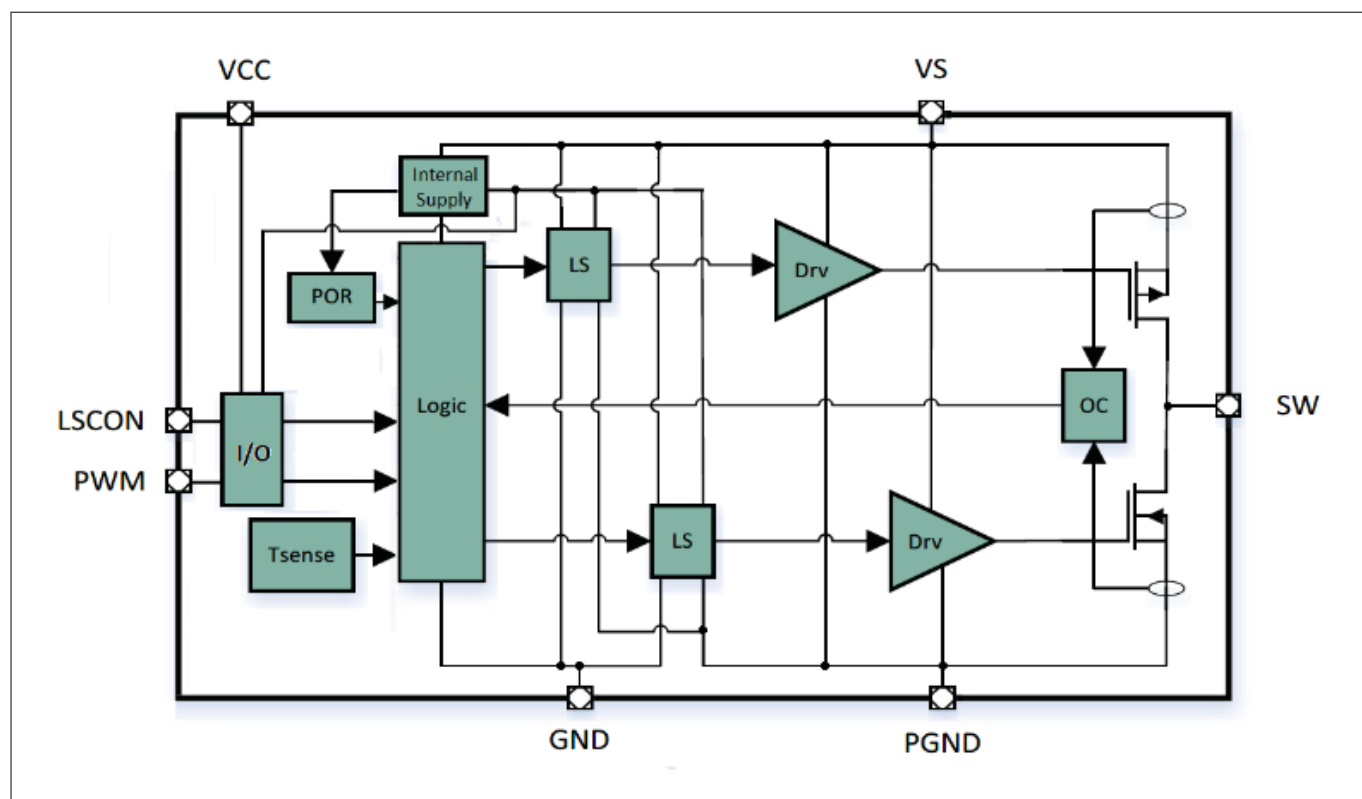 VCC
VS
Internal
Supply
LS
Drv
POR
Logic
OC
SW
LSCON
I/O
PWM
LS
Drv
Tsense
GND
PGND